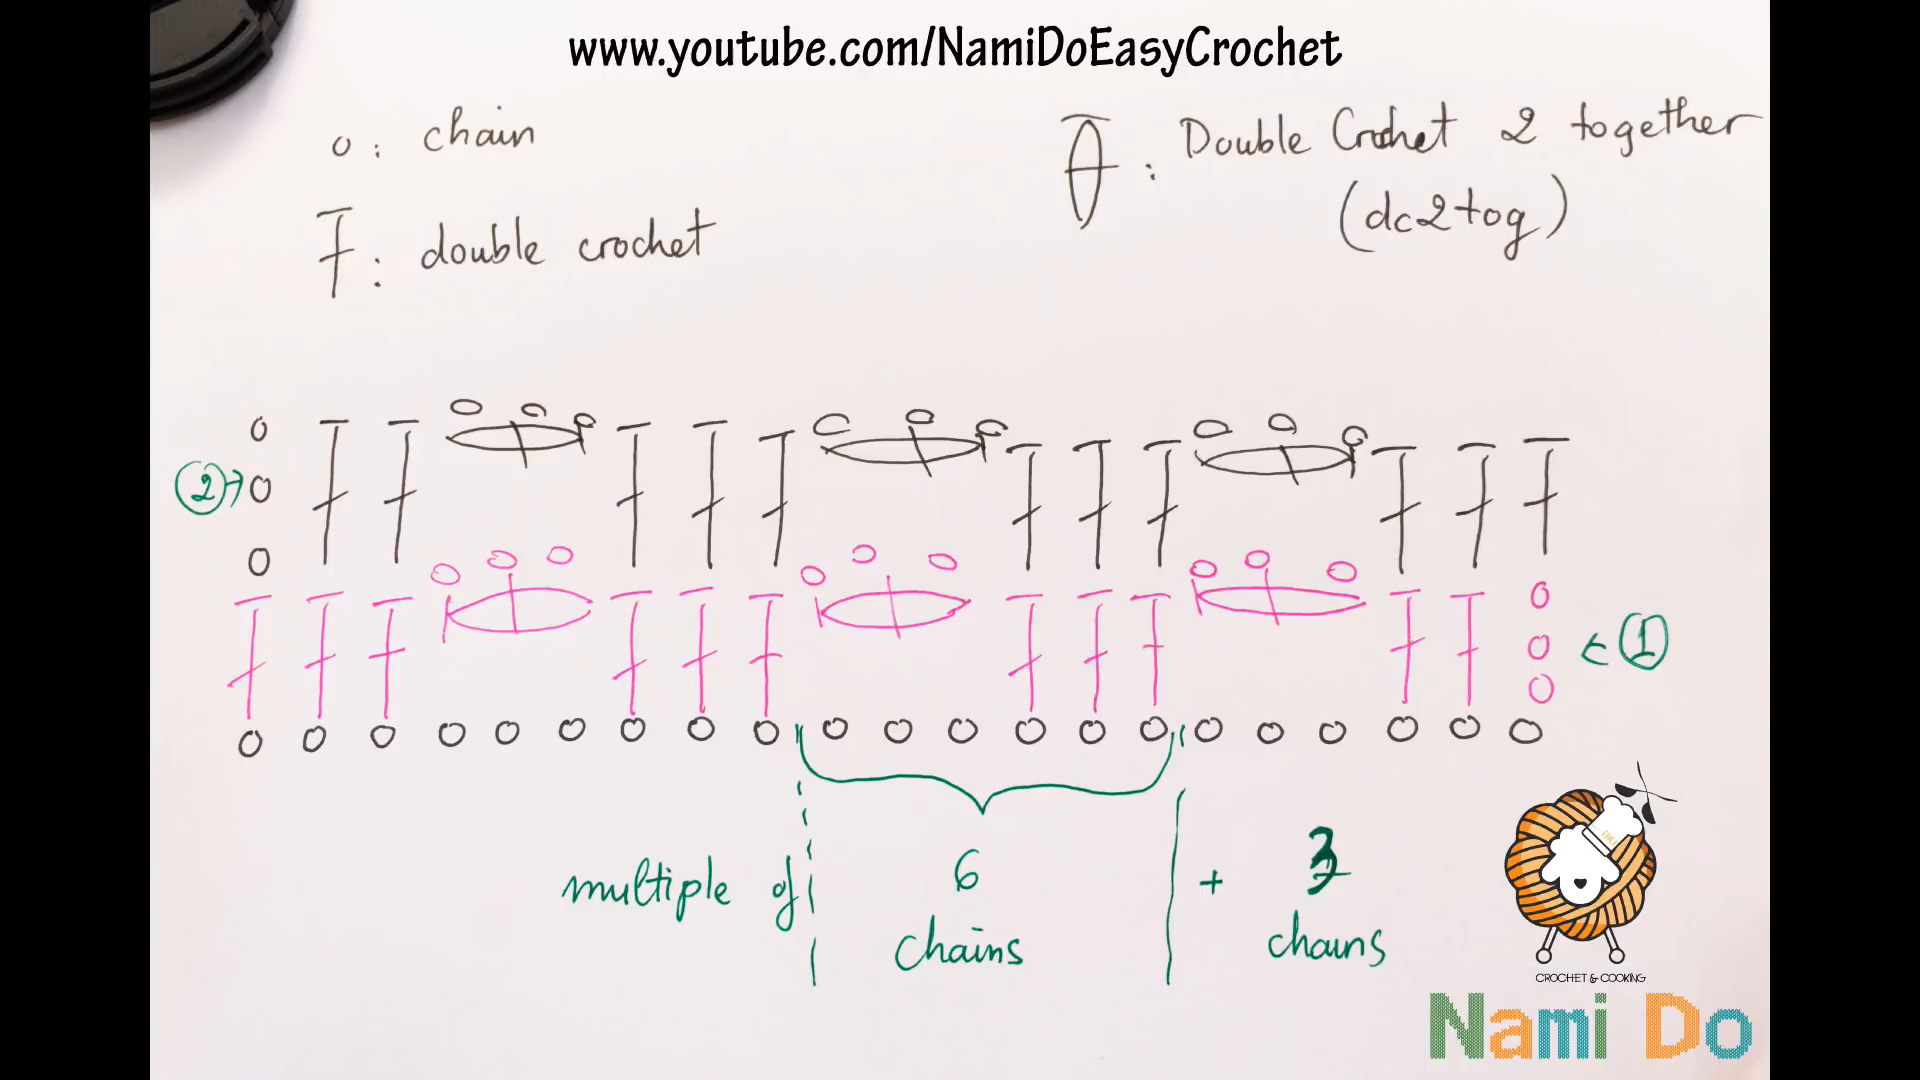 www.youtube.com/NamiDoEasyCrochet
o : chain
: double crochet
: Double Crochet 2 together
(dc2tog)
2
1
multiple of 6 chains + 3 chains
CROCHET & COOKING
Nami Do